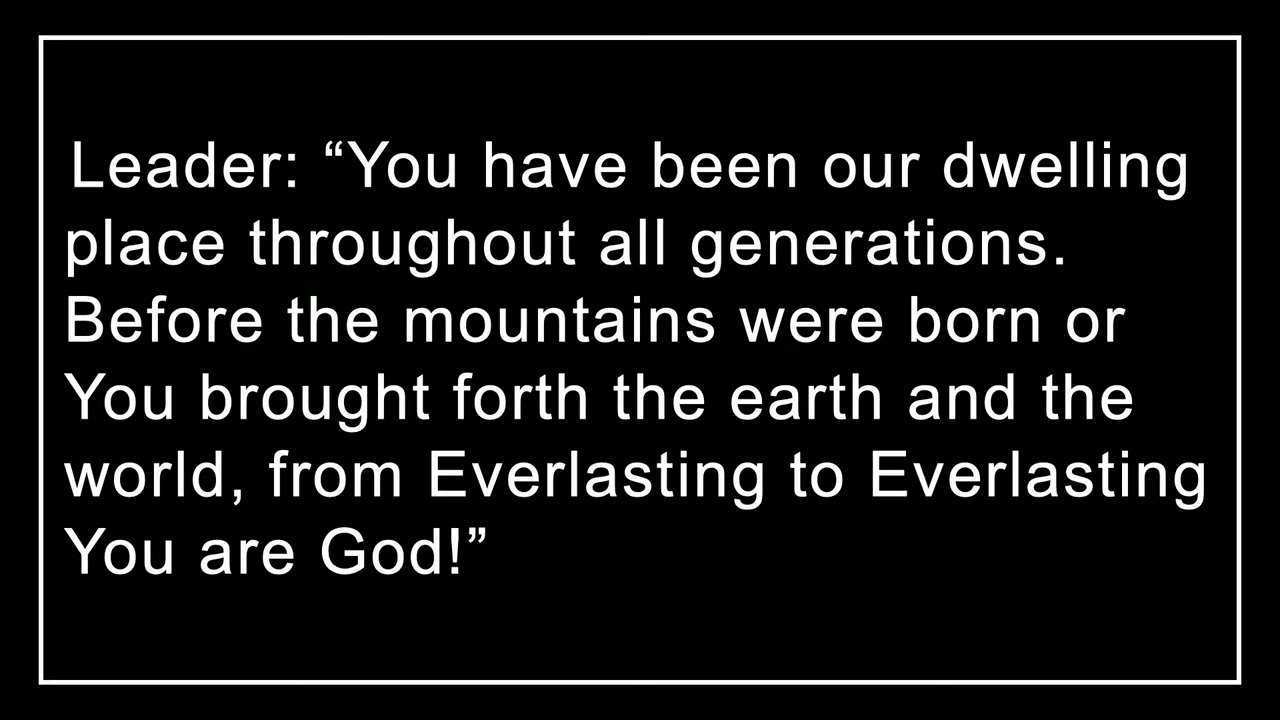 Leader: “You have been our dwelling
place throughout all generations.
Before the mountains were born or
You brought forth the earth and the
world, from Everlasting to Everlasting
You are God!”